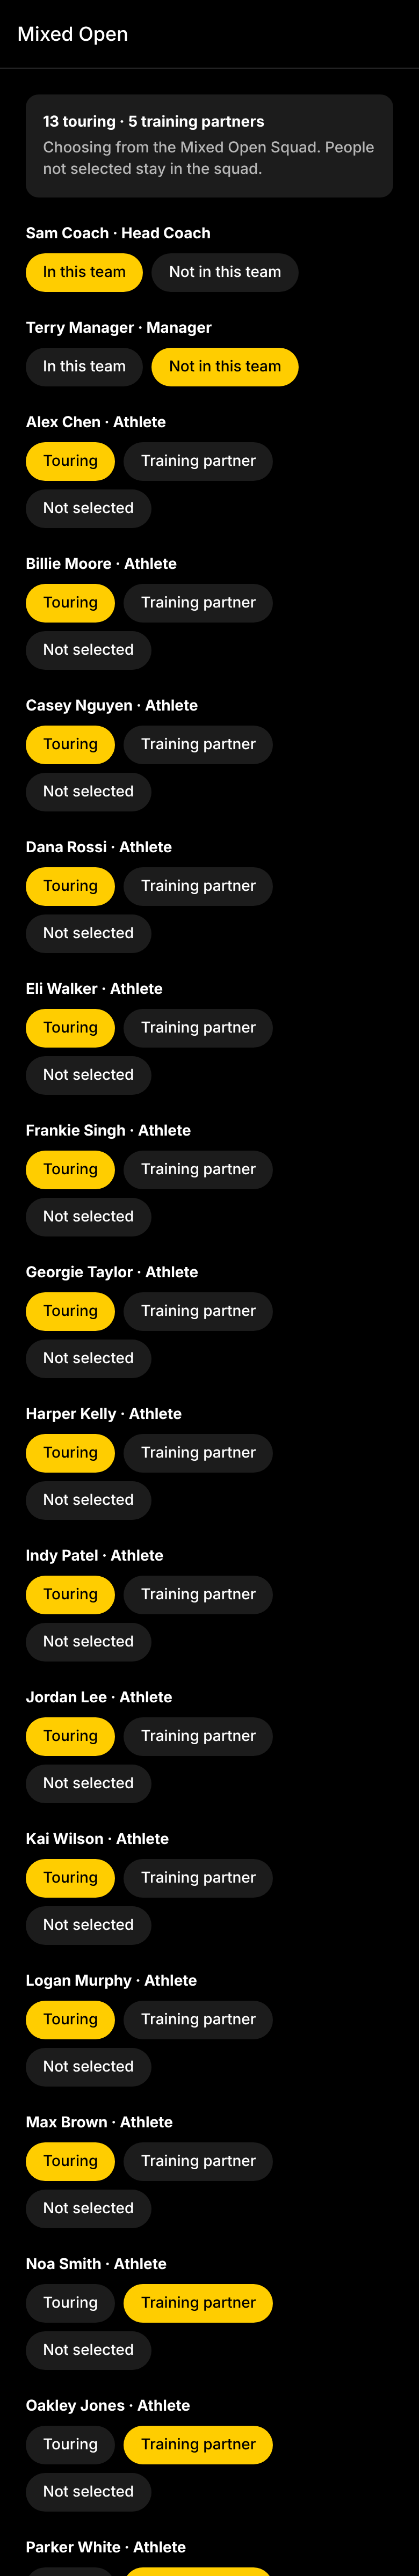 Mixed Open
13 touring · 5 training partners
Choosing from the Mixed Open Squad. People
not selected stay in the squad.
Sam Coach · Head Coach
In this team Not in this team
Terry Manager · Manager
In this team Not in this team
Alex Chen · Athlete
Touring Training partner
Not selected
Billie Moore · Athlete
Touring Training partner
Not selected
Casey Nguyen · Athlete
Touring Training partner
Not selected
Dana Rossi · Athlete
Touring Training partner
Not selected
Eli Walker · Athlete
Touring Training partner
Not selected
Frankie Singh · Athlete
Touring Training partner
Not selected
Georgie Taylor · Athlete
Touring Training partner
Not selected
Harper Kelly · Athlete
Touring Training partner
Not selected
Indy Patel · Athlete
Touring Training partner
Not selected
Jordan Lee · Athlete
Touring Training partner
Not selected
Kai Wilson · Athlete
Touring Training partner
Not selected
Logan Murphy · Athlete
Touring Training partner
Not selected
Max Brown · Athlete
Touring Training partner
Not selected
Noa Smith · Athlete
Touring Training partner
Not selected
Oakley Jones · Athlete
Touring Training partner
Not selected
Parker White · Athlete